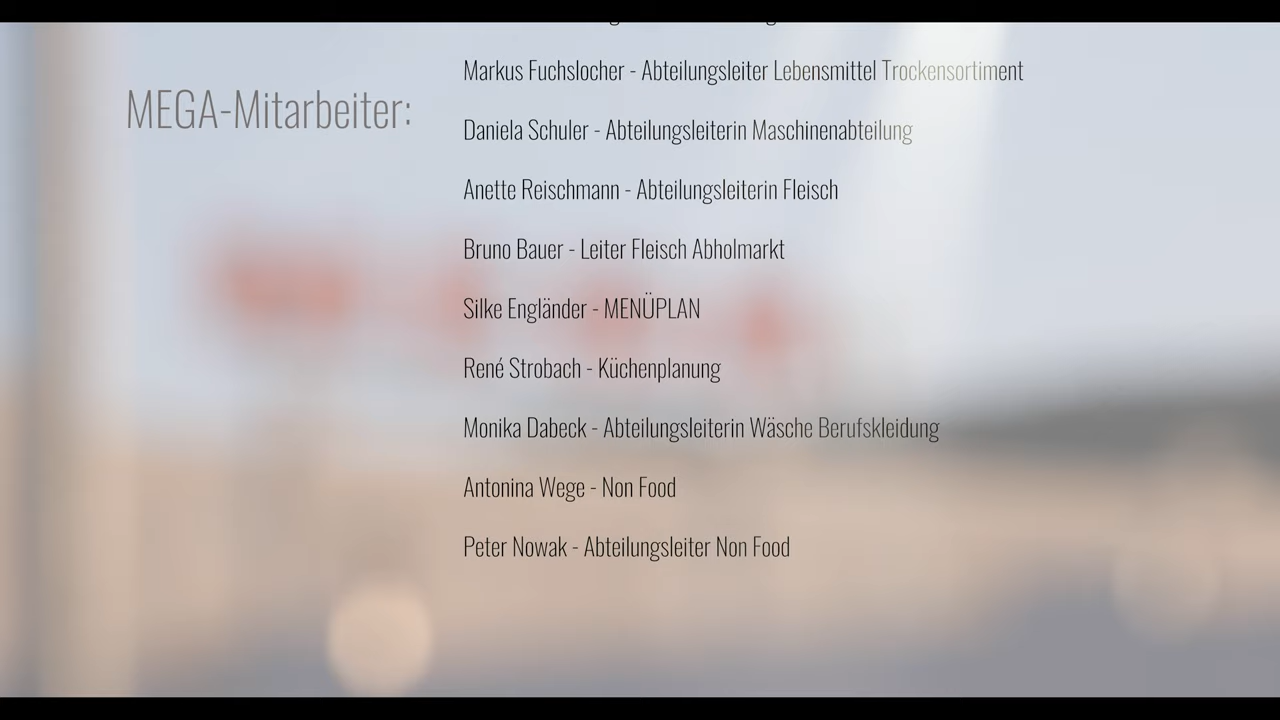 MEGA-Mitarbeiter:
Markus Fuchslocher - Abteilungsleiter Lebensmittel Trockensortiment
Daniela Schuler - Abteilungsleiterin Maschinenabteilung
Anette Reischmann - Abteilungsleiterin Fleisch
Bruno Bauer - Leiter Fleisch Abholmarkt
Silke Engländer - MENÜPLAN
René Strobach - Küchenplanung
Monika Dabeck - Abteilungsleiterin Wäsche Berufskleidung
Antonina Wege - Non Food
Peter Nowak - Abteilungsleiter Non Food